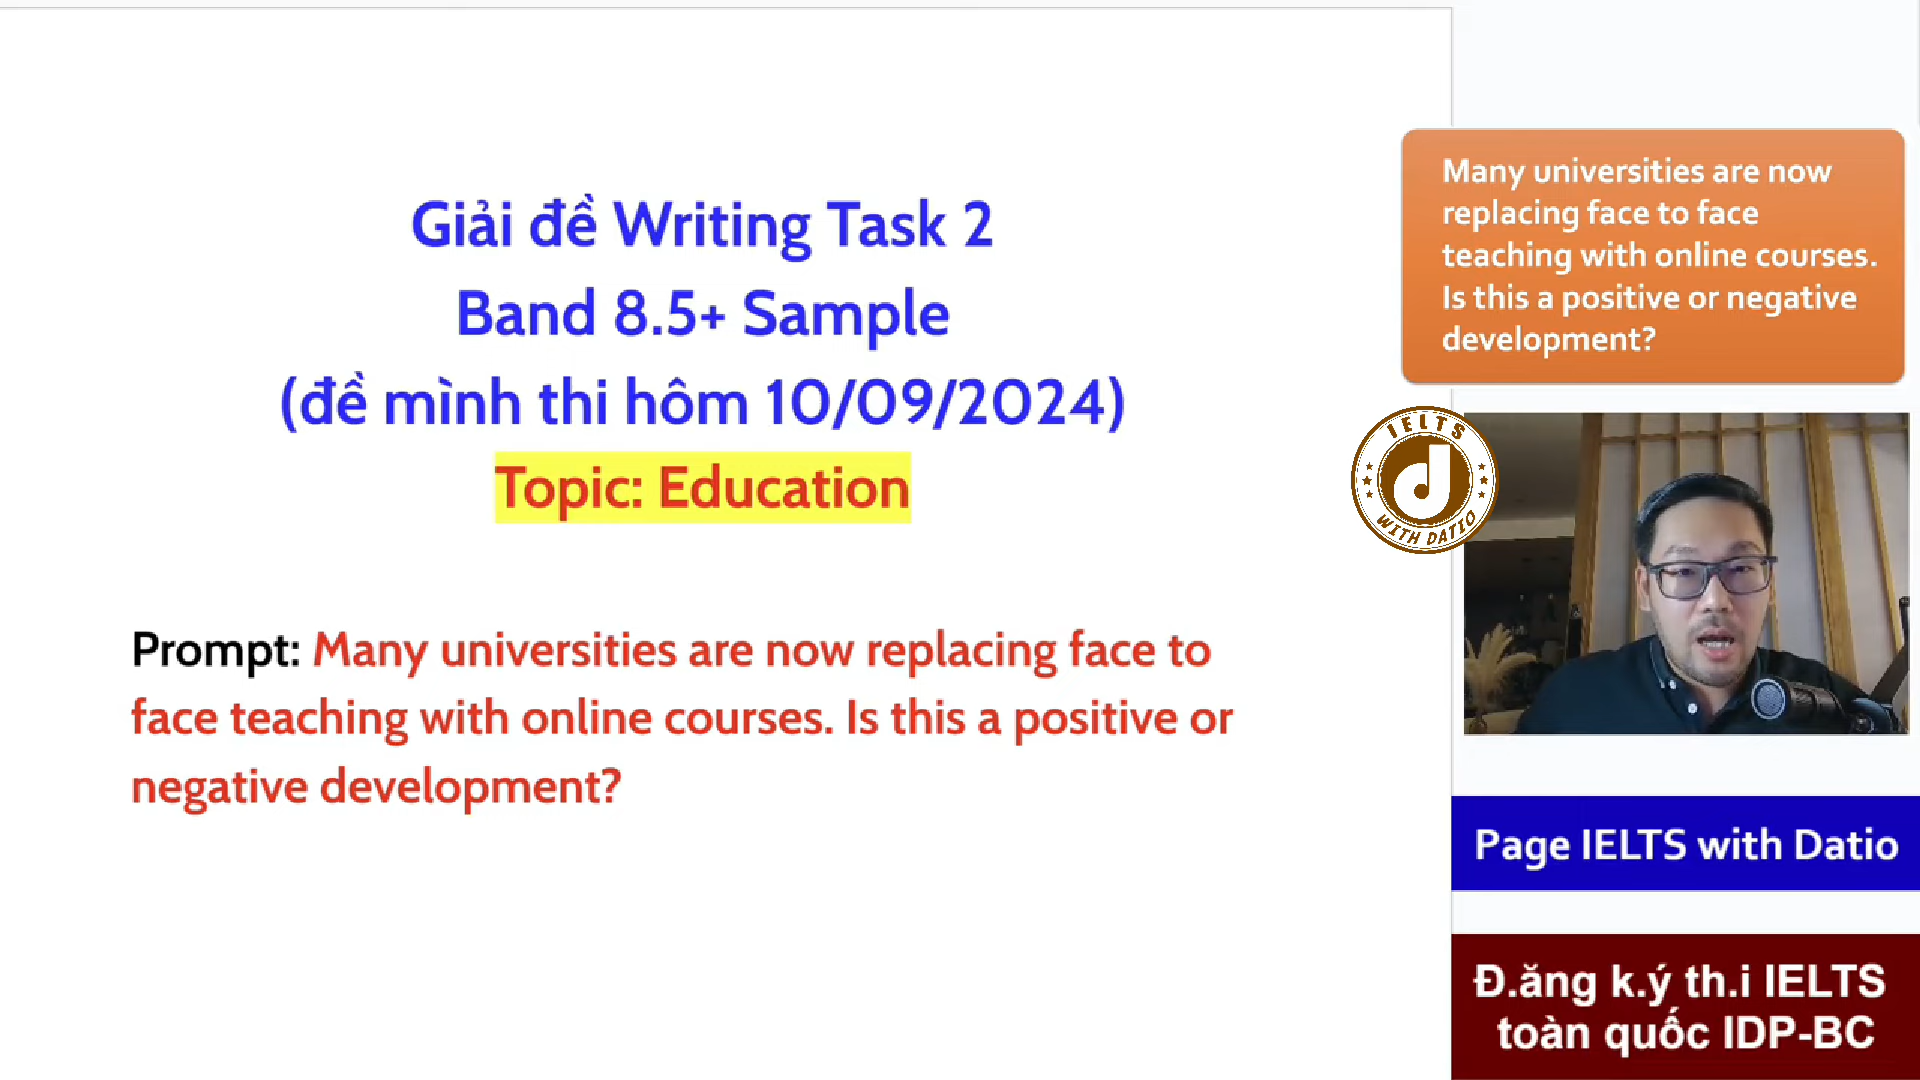 Giải đề Writing Task 2
Band 8.5+ Sample
(đề mình thi hôm 10/09/2024)
Topic: Education
Prompt: Many universities are now replacing face to
face teaching with online courses. Is this a positive or
negative development?
Many universities are now
replacing face to face
teaching with online courses.
Is this a positive or negative
development?
IELTS
WITH DATIO
Page IELTS with Datio
Đ.ăng k.ý th.i IELTS
toàn quốc IDP-BC